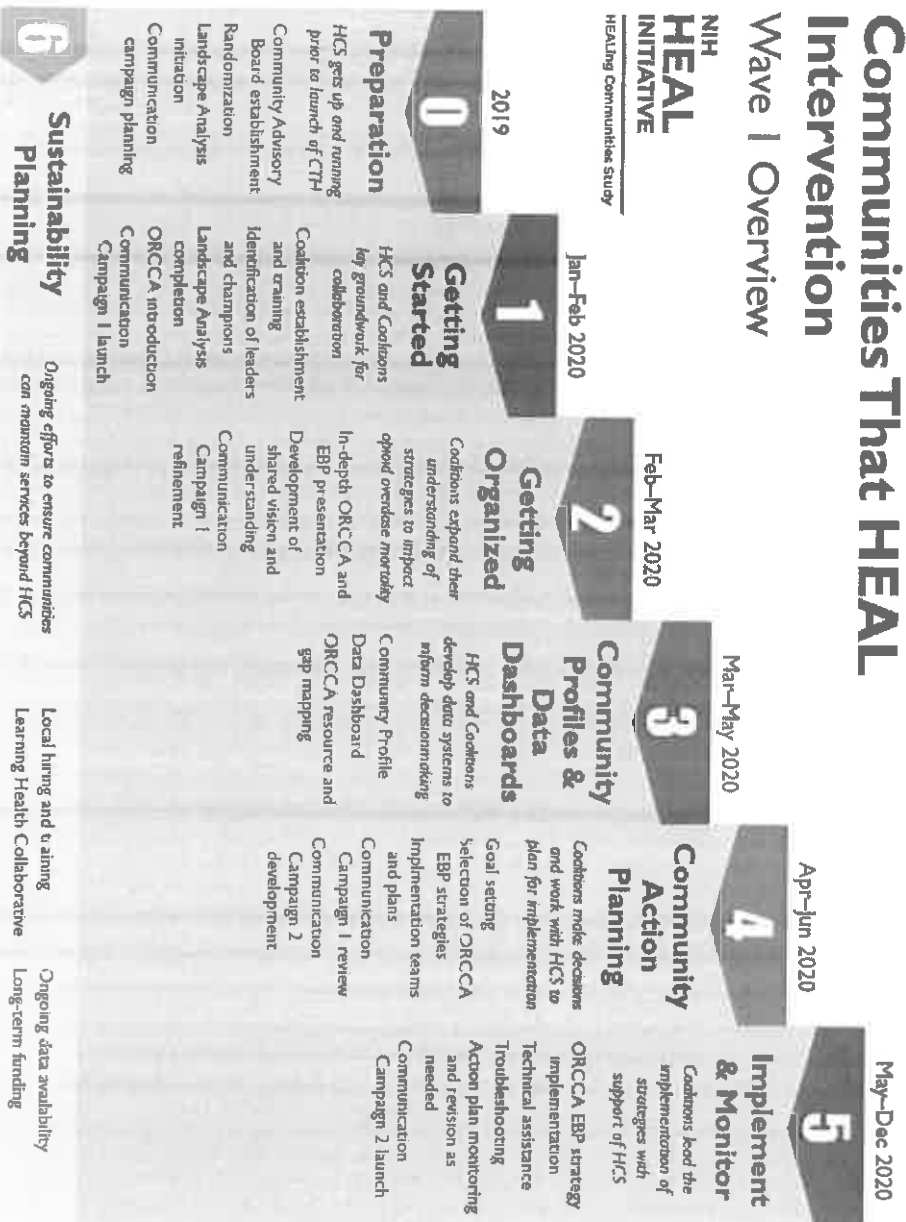 Communities That HEAL
Intervention
Wave 1 Overview
NIH
HEAL
INITIATIVE
HEALing Communities Study
2019
0
Preparation
HCS gets up and running
prior to launch of CTH
Community Advisory
Board establishment
Randomization
Landscape Analysis
initiation
Communication
campaign planning
Jan–Feb 2020
1
Getting
Started
HCS and Coalitions
lay groundwork for
collaboration
Coalition establishment
and training
Identification of leaders
and champions
Landscape Analysis
completion
ORCCA introduction
Communication
Campaign 1 launch
Feb–Mar 2020
2
Getting
Organized
Coalitions expand their
understanding of
strategies to impact
opioid overdose mortality
In-depth ORCCA and
EBP presentation
Development of
shared vision and
understanding
Communication
Campaign 1
refinement
Mar–May 2020
3
Community
Profiles &
Data
Dashboards
HCS and Coalitions
develop data systems to
inform decisionmaking
Community Profile
Data Dashboard
ORCCA resource and
gap mapping
Apr–Jun 2020
4
Community
Action
Planning
Coalitions make decisions
and work with HCS to
plan for implementation
Goal setting
Selection of ORCCA
EBP strategies
Implmentation teams
and plans
Communication
Campaign 1 review
Communication
Campaign 2
development
May–Dec 2020
5
Implement
& Monitor
Coalitions lead the
implementation of
strategies with
support of HCS
ORCCA EBP strategy
implementation
Technical assistance
Troubleshooting
Action plan monitoring
and revision as
needed
Communication
Campaign 2 launch
6
Sustainability
Planning
Ongoing efforts to ensure communities
can maintain services beyond HCS
Local hiring and training
Learning Health Collaborative
Ongoing data availability
Long-term funding